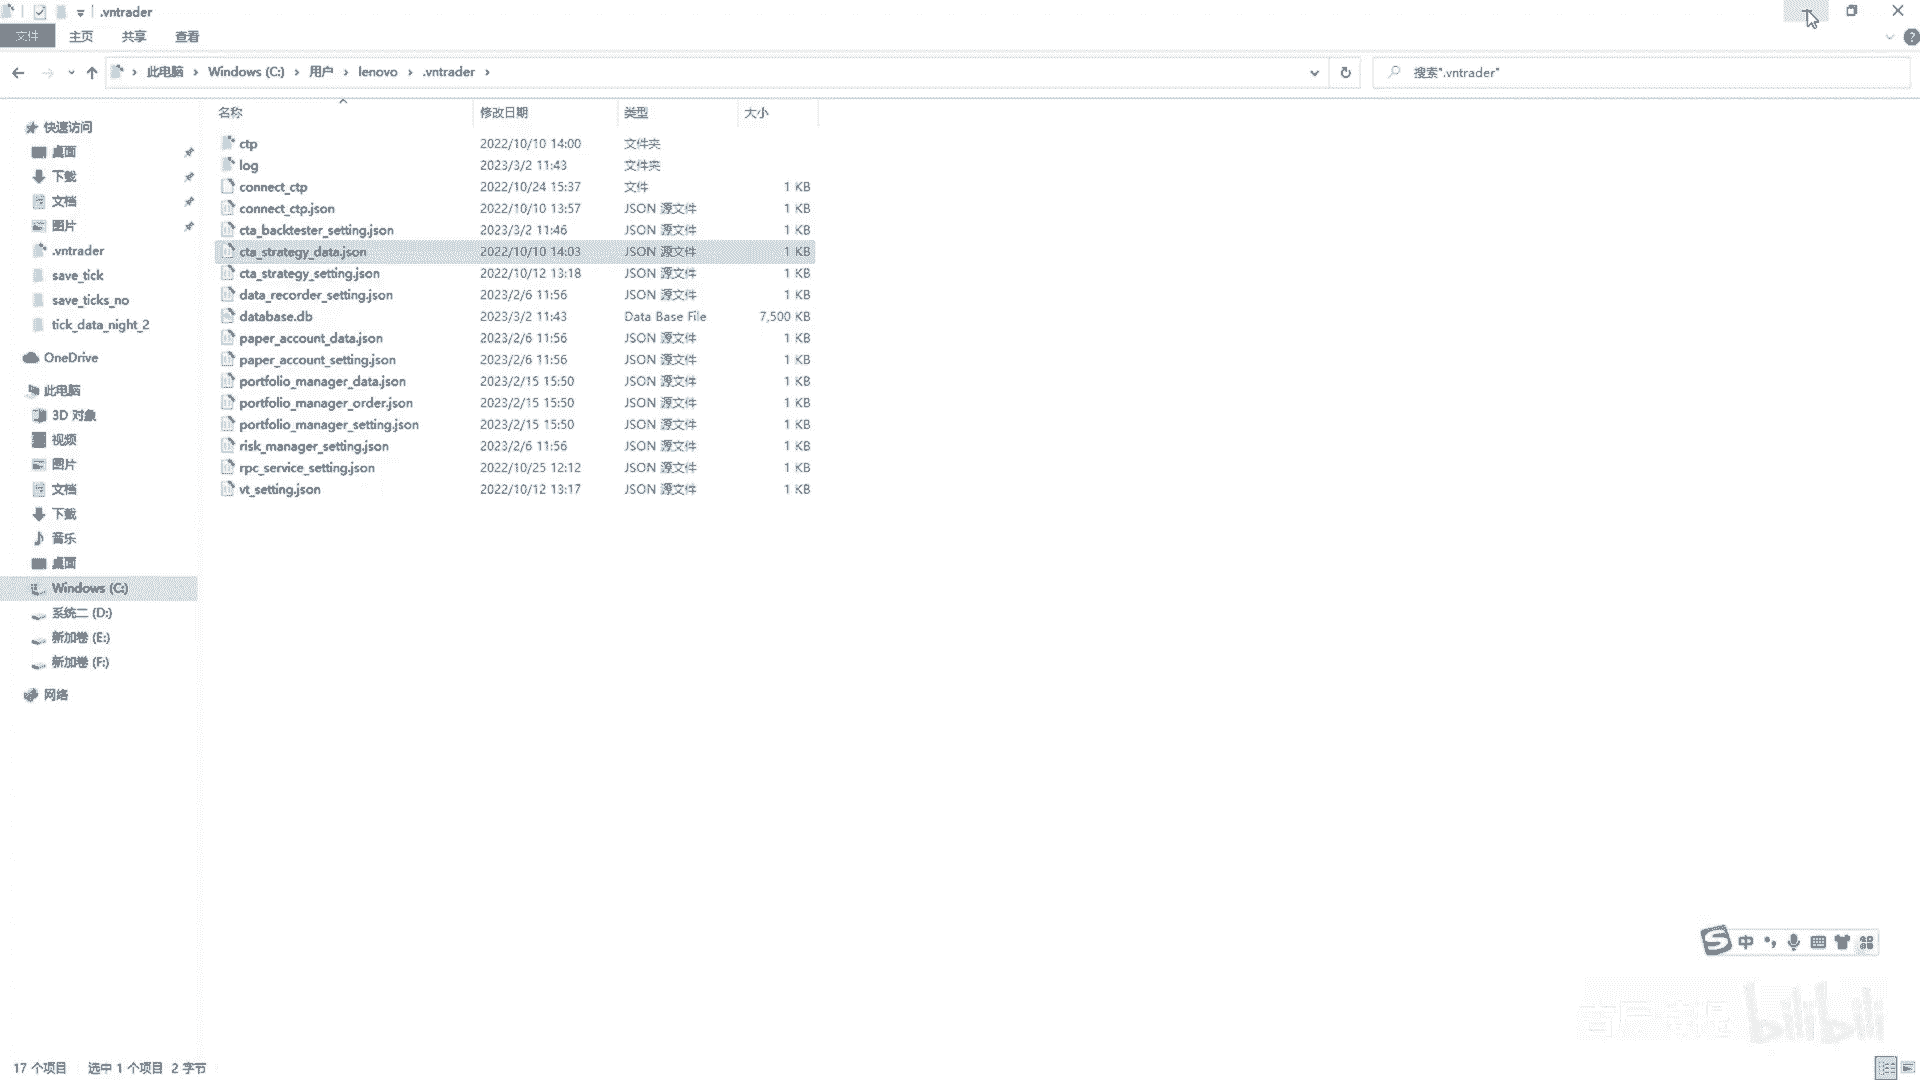 .vntrader
文件 主页 共享 查看
此电脑 › Windows (C:) › 用户 › lenovo › .vntrader ›
搜索".vntrader"
名称 修改日期 类型 大小
快速访问
桌面
下载
文档
图片
.vntrader
save_tick
save_ticks_no
tick_data_night_2
OneDrive
此电脑
3D 对象
视频
图片
文档
下载
音乐
桌面
Windows (C:)
系统二 (D:)
新加卷 (E:)
新加卷 (F:)
网络
ctp 2022/10/10 14:00 文件夹
log 2023/3/2 11:43 文件夹
connect_ctp 2022/10/24 15:37 文件 1 KB
connect_ctp.json 2022/10/10 13:57 JSON 源文件 1 KB
cta_backtester_setting.json 2023/3/2 11:46 JSON 源文件 1 KB
cta_strategy_data.json 2022/10/10 14:03 JSON 源文件 1 KB
cta_strategy_setting.json 2022/10/12 13:18 JSON 源文件 1 KB
data_recorder_setting.json 2023/2/6 11:56 JSON 源文件 1 KB
database.db 2023/3/2 11:43 Data Base File 7,500 KB
paper_account_data.json 2023/2/6 11:56 JSON 源文件 1 KB
paper_account_setting.json 2023/2/6 11:56 JSON 源文件 1 KB
portfolio_manager_data.json 2023/2/15 15:50 JSON 源文件 1 KB
portfolio_manager_order.json 2023/2/15 15:50 JSON 源文件 1 KB
portfolio_manager_setting.json 2023/2/15 15:50 JSON 源文件 1 KB
risk_manager_setting.json 2023/2/6 11:56 JSON 源文件 1 KB
rpc_service_setting.json 2022/10/25 12:12 JSON 源文件 1 KB
vt_setting.json 2022/10/12 13:17 JSON 源文件 1 KB
中
bilibili
17 个项目 选中 1 个项目 2 字节